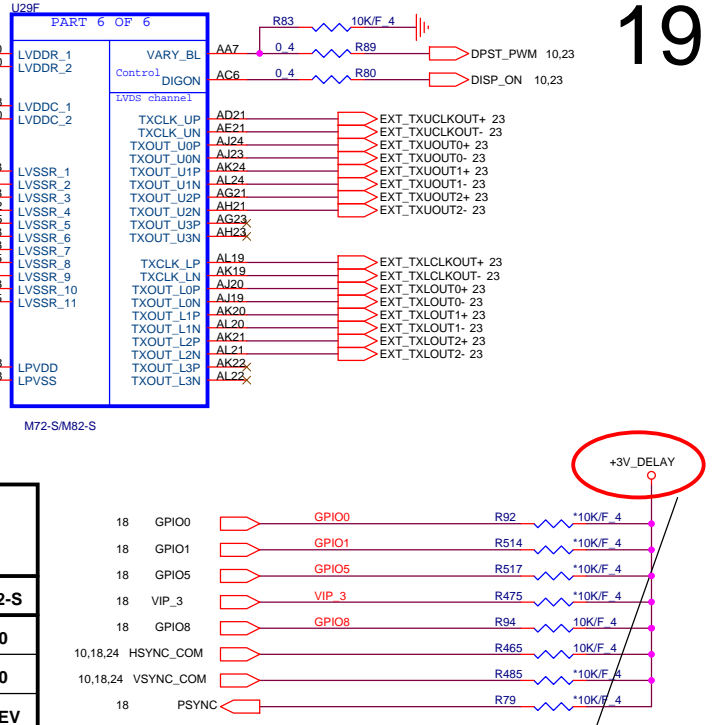 19
U29F
PART 6 OF 6
R83 10K/F_4
LVDDR_1 VARY_BL AA7 0_4 R89 DPST_PWM 10,23
LVDDR_2
Control
DIGON AC6 0_4 R80 DISP_ON 10,23
LVDS channel
LVDDC_1
LVDDC_2 TXCLK_UP AD21 EXT_TXUCLKOUT+ 23
TXCLK_UN AE21 EXT_TXUCLKOUT- 23
TXOUT_U0P AJ24 EXT_TXUOUT0+ 23
TXOUT_U0N AJ23 EXT_TXUOUT0- 23
LVSSR_1 TXOUT_U1P AK24 EXT_TXUOUT1+ 23
LVSSR_2 TXOUT_U1N AL24 EXT_TXUOUT1- 23
LVSSR_3 TXOUT_U2P AG21 EXT_TXUOUT2+ 23
LVSSR_4 TXOUT_U2N AH21 EXT_TXUOUT2- 23
LVSSR_5 TXOUT_U3P AG23
LVSSR_6 TXOUT_U3N AH23
LVSSR_7
LVSSR_8 TXCLK_LP AL19 EXT_TXLCLKOUT+ 23
LVSSR_9 TXCLK_LN AK19 EXT_TXLCLKOUT- 23
LVSSR_10 TXOUT_L0P AJ20 EXT_TXLOUT0+ 23
LVSSR_11 TXOUT_L0N AJ19 EXT_TXLOUT0- 23
TXOUT_L1P AK20 EXT_TXLOUT1+ 23
TXOUT_L1N AL20 EXT_TXLOUT1- 23
TXOUT_L2P AK21 EXT_TXLOUT2+ 23
TXOUT_L2N AL21 EXT_TXLOUT2- 23
LPVDD TXOUT_L3P AK22
LPVSS TXOUT_L3N AL22
M72-S/M82-S
+3V_DELAY
18 GPIO0 GPIO0 R92 *10K/F_4
18 GPIO1 GPIO1 R514 *10K/F_4
18 GPIO5 GPIO5 R517 *10K/F_4
18 VIP_3 VIP_3 R475 *10K/F_4
18 GPIO8 GPIO8 R94 10K/F_4
10,18,24 HSYNC_COM R465 10K/F_4
10,18,24 VSYNC_COM R485 *10K/F_4
18 PSYNC R79 *10K/F_4
2-S
0
0
EV